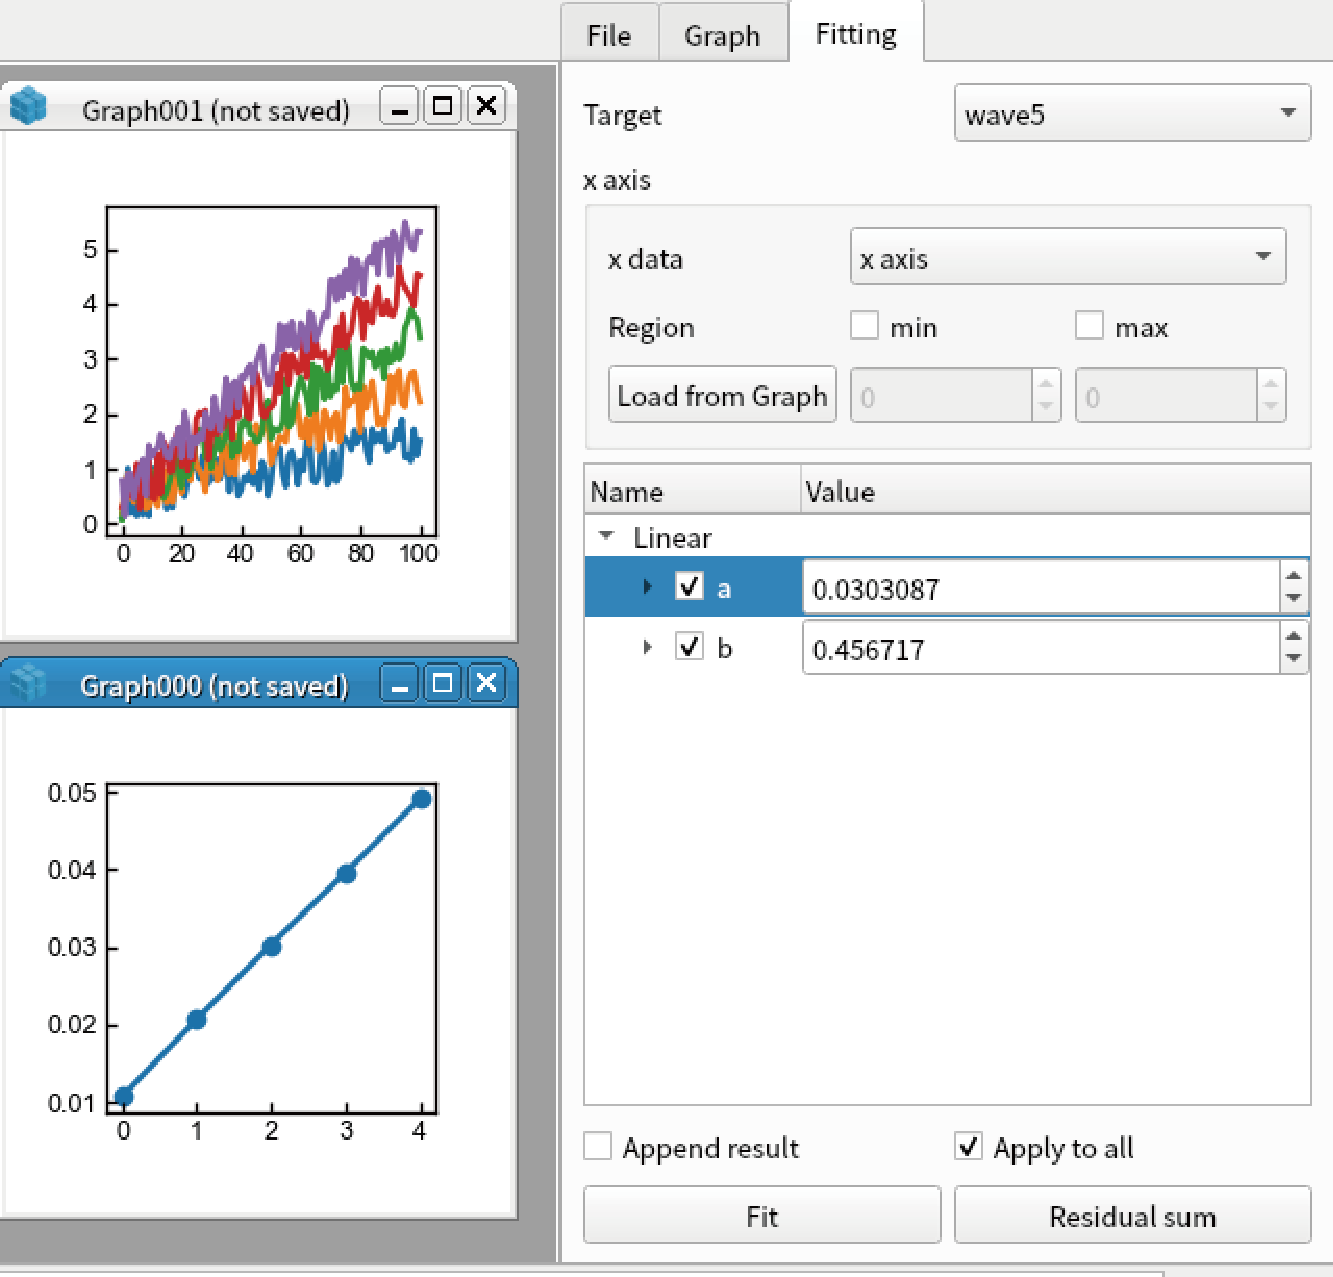 File Graph Fitting
Graph001 (not saved)
5
4
3
2
1
0
0 20 40 60 80 100
Graph000 (not saved)
0.05
0.04
0.03
0.02
0.01
0 1 2 3 4
Target wave5
x axis
x data x axis
Region min max
Load from Graph 0 0
Name Value
Linear
a 0.0303087
b 0.456717
Append result Apply to all
Fit Residual sum